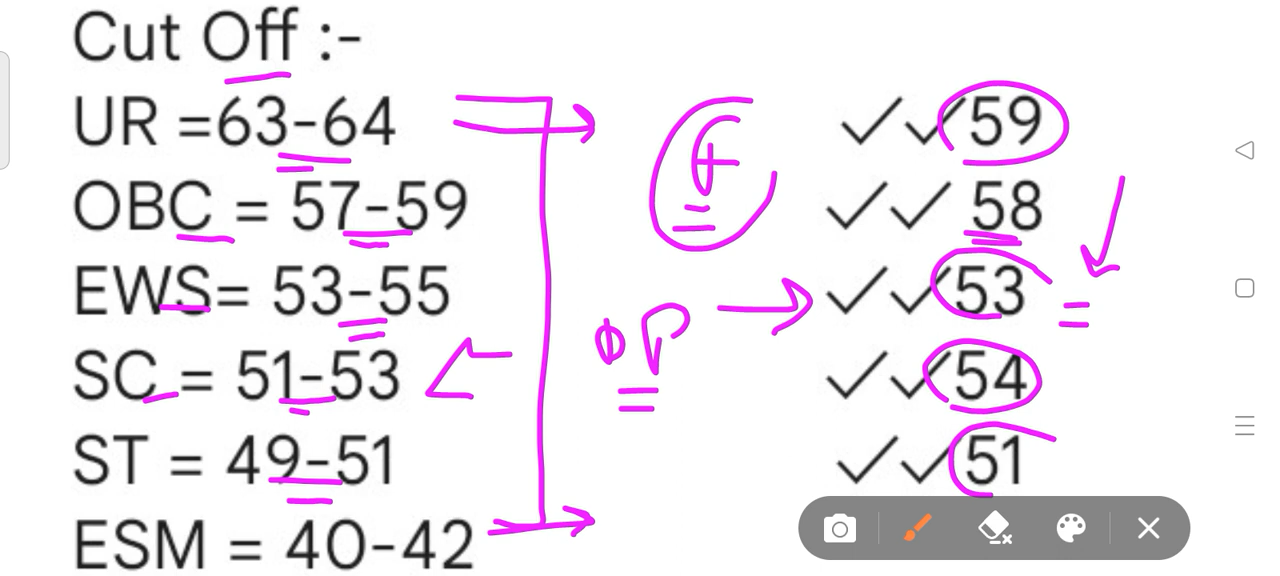 Cut Off :-
UR =63-64 ✓✓59
OBC = 57-59 ✓✓ 58
EWS= 53-55 ✓✓53
SC = 51-53 ✓✓54
ST = 49-51 ✓✓51
ESM = 40-42